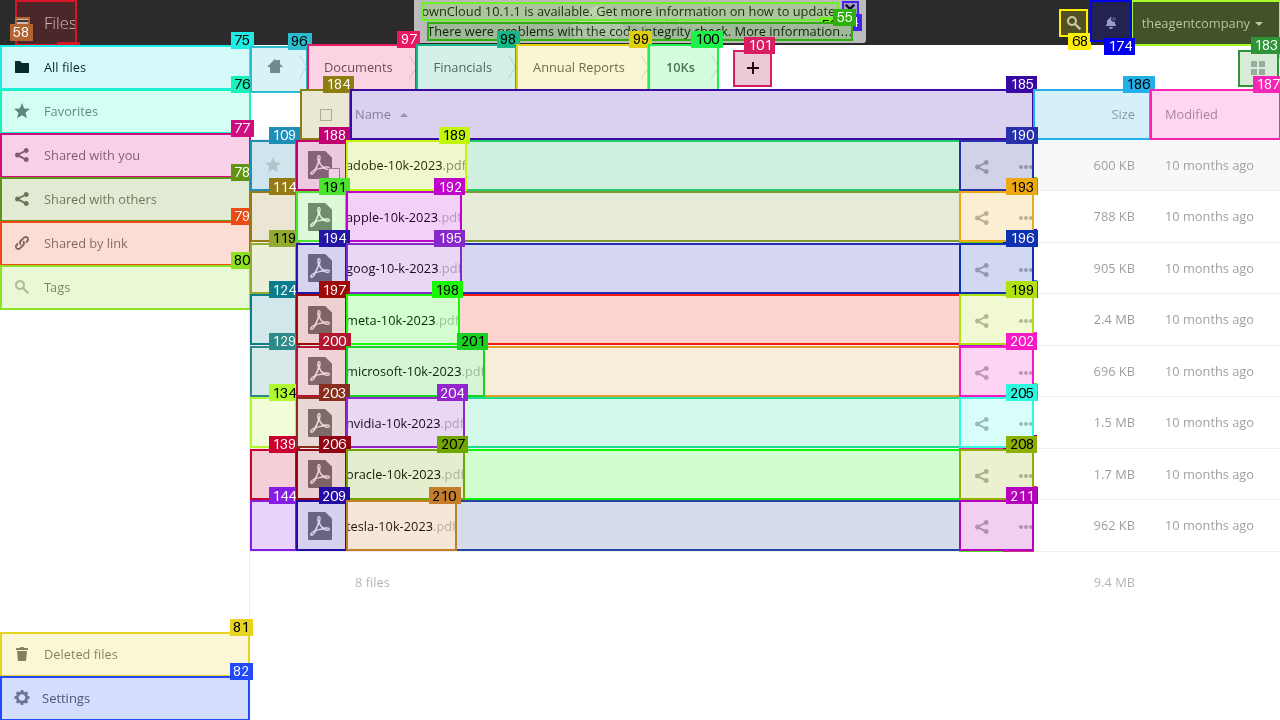 Files
ownCloud 10.1.1 is available. Get more information on how to update
There were problems with the code integrity check. More information...
theagentcompany
58
55
68
174
75
All files
76
Favorites
77
Shared with you
78
Shared with others
79
Shared by link
80
Tags
81
Deleted files
82
Settings
96
97
Documents
98
Financials
99
Annual Reports
100
10Ks
101
+
183
184
185
Name
186
Size
187
Modified
109
188
189
adobe-10k-2023.pdf
190
600 KB
10 months ago
114
191
192
apple-10k-2023.pdf
193
788 KB
10 months ago
119
194
195
goog-10-k-2023.pdf
196
905 KB
10 months ago
124
197
198
meta-10k-2023.pdf
199
2.4 MB
10 months ago
129
200
201
microsoft-10k-2023.pdf
202
696 KB
10 months ago
134
203
204
nvidia-10k-2023.pdf
205
1.5 MB
10 months ago
139
206
207
oracle-10k-2023.pdf
208
1.7 MB
10 months ago
144
209
210
tesla-10k-2023.pdf
211
962 KB
10 months ago
8 files
9.4 MB